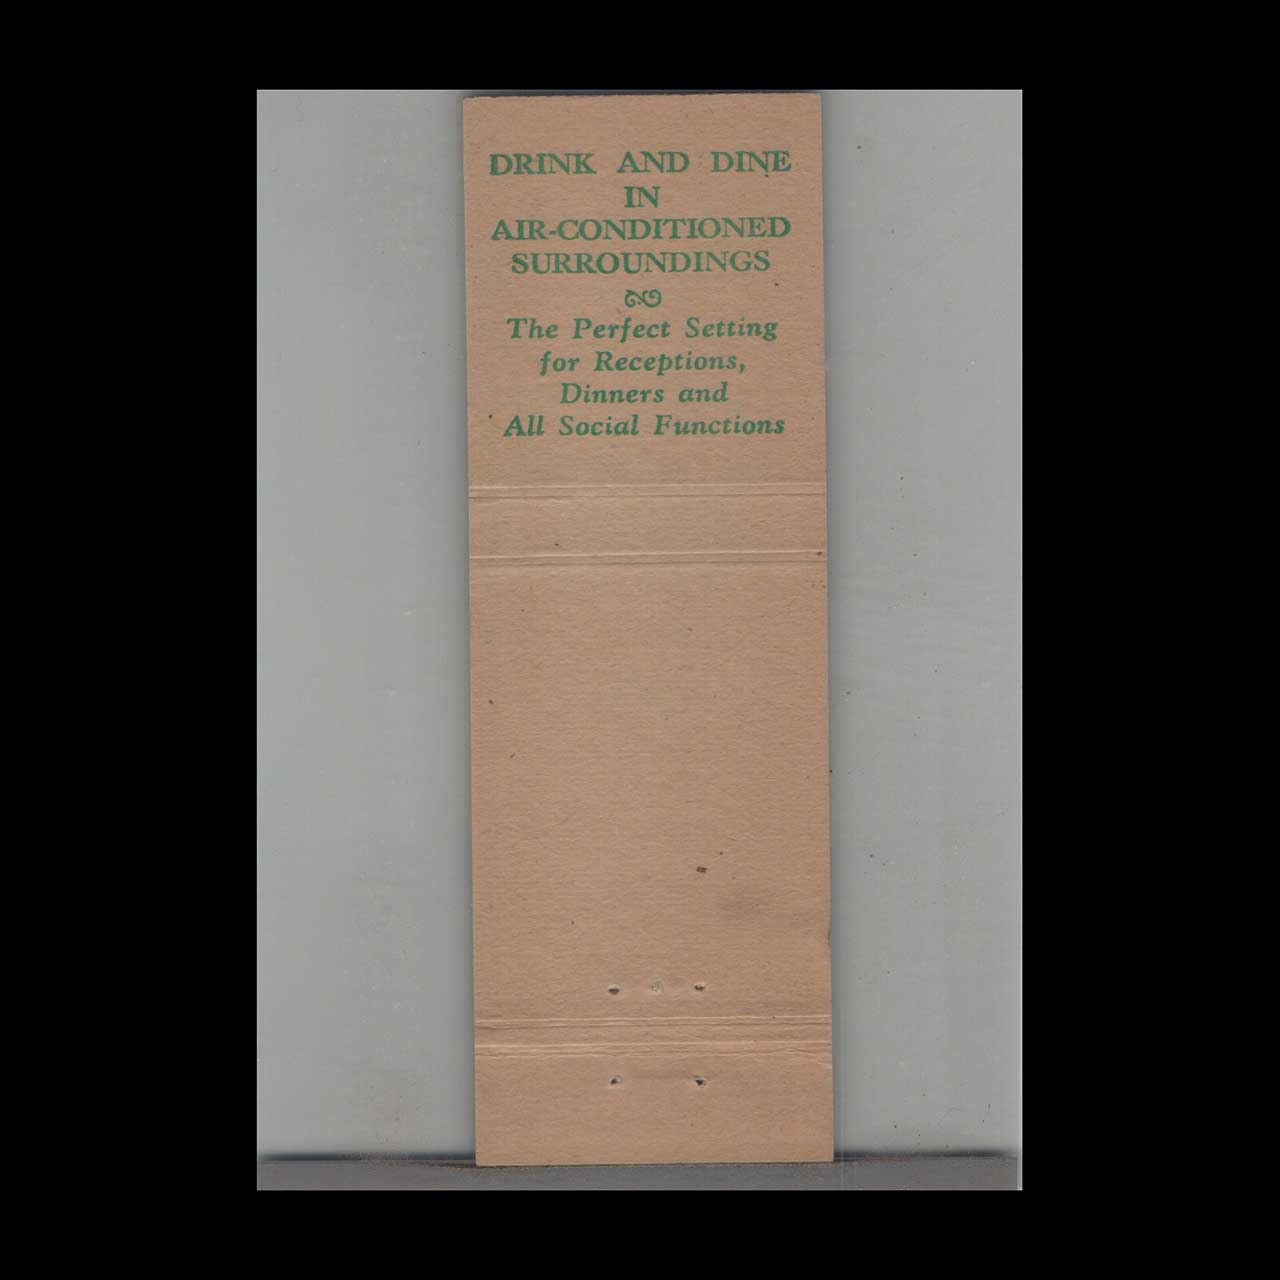 DRINK AND DINE
IN
AIR-CONDITIONED
SURROUNDINGS
The Perfect Setting
for Receptions,
Dinners and
All Social Functions